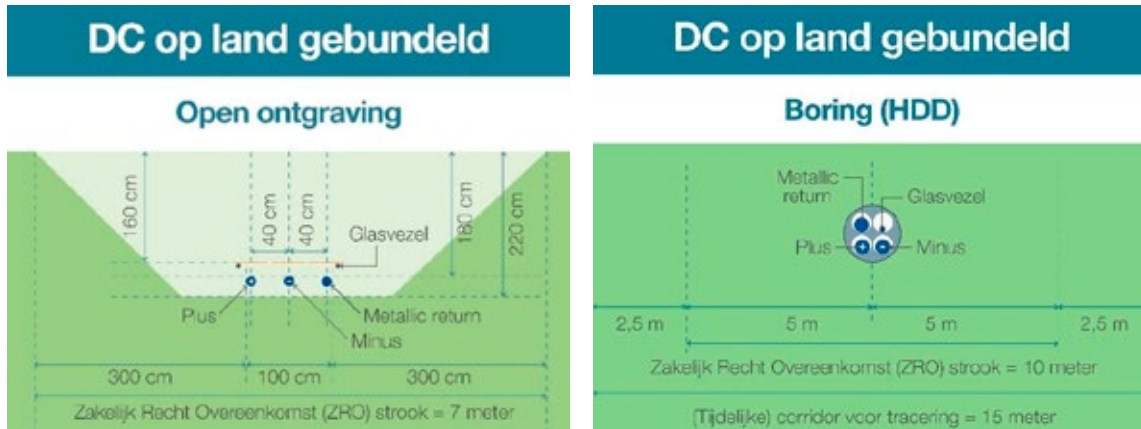 DC op land gebundeld
Open ontgraving
160 cm
40 cm
40 cm
180 cm
220 cm
Glasvezel
Plus
Metallic return
Minus
300 cm
100 cm
300 cm
Zakelijk Recht Overeenkomst (ZRO) strook = 7 meter
DC op land gebundeld
Boring (HDD)
Metallic
return
Glasvezel
Plus
Minus
2,5 m
5 m
5 m
2,5 m
Zakelijk Recht Overeenkomst (ZRO) strook = 10 meter
(Tijdelijke) corridor voor tracering = 15 meter